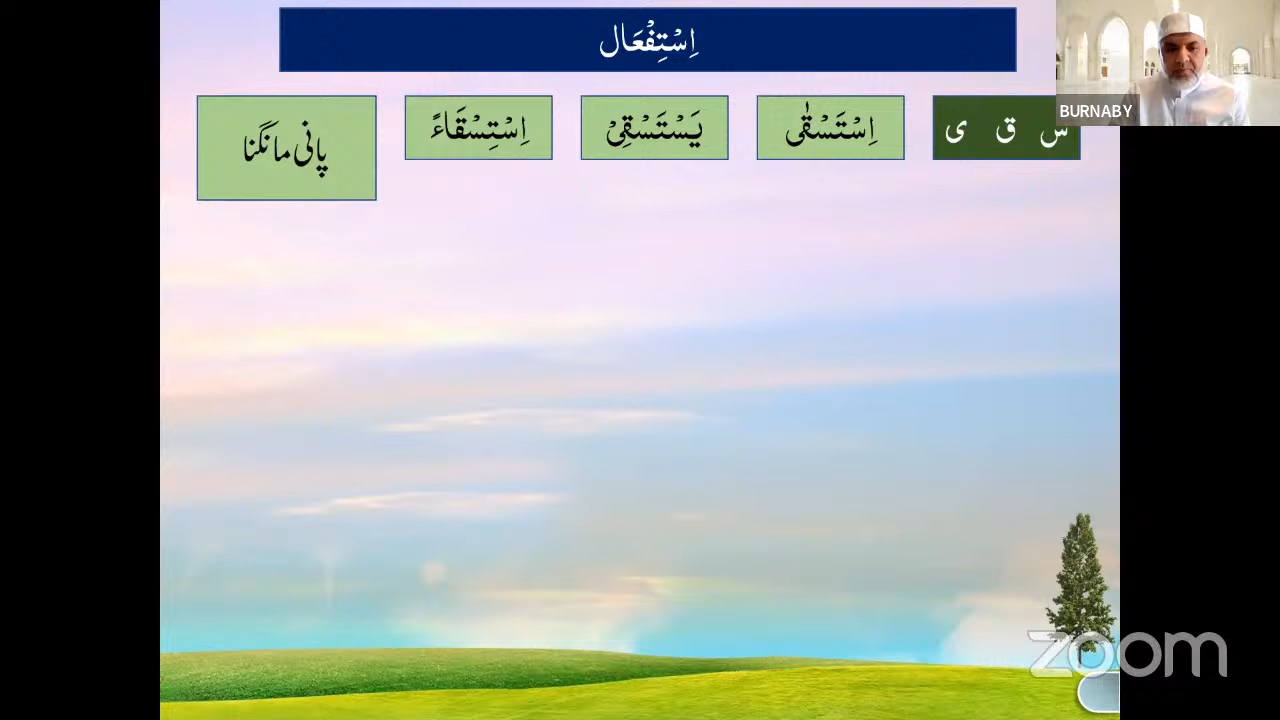 اِسْتِفْعَال
س ق ی
اِسْتَسْقٰی
يَسْتَسْقِیْ
اِسْتِسْقَاءً
پانی مانگنا
BURNABY
zoom